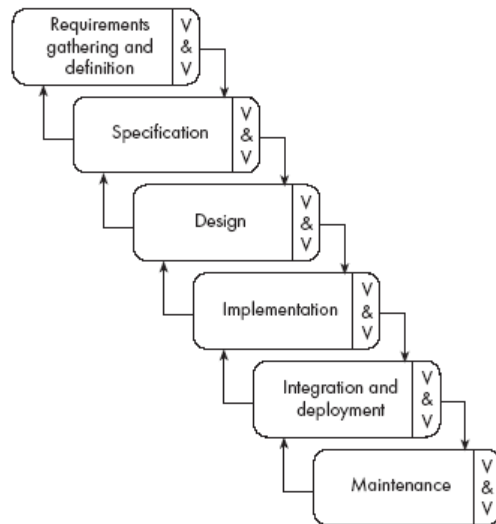 Requirements
gathering and
definition
V
&
V
Specification
V
&
V
Design
V
&
V
Implementation
V
&
V
Integration and
deployment
V
&
V
Maintenance
V
&
V